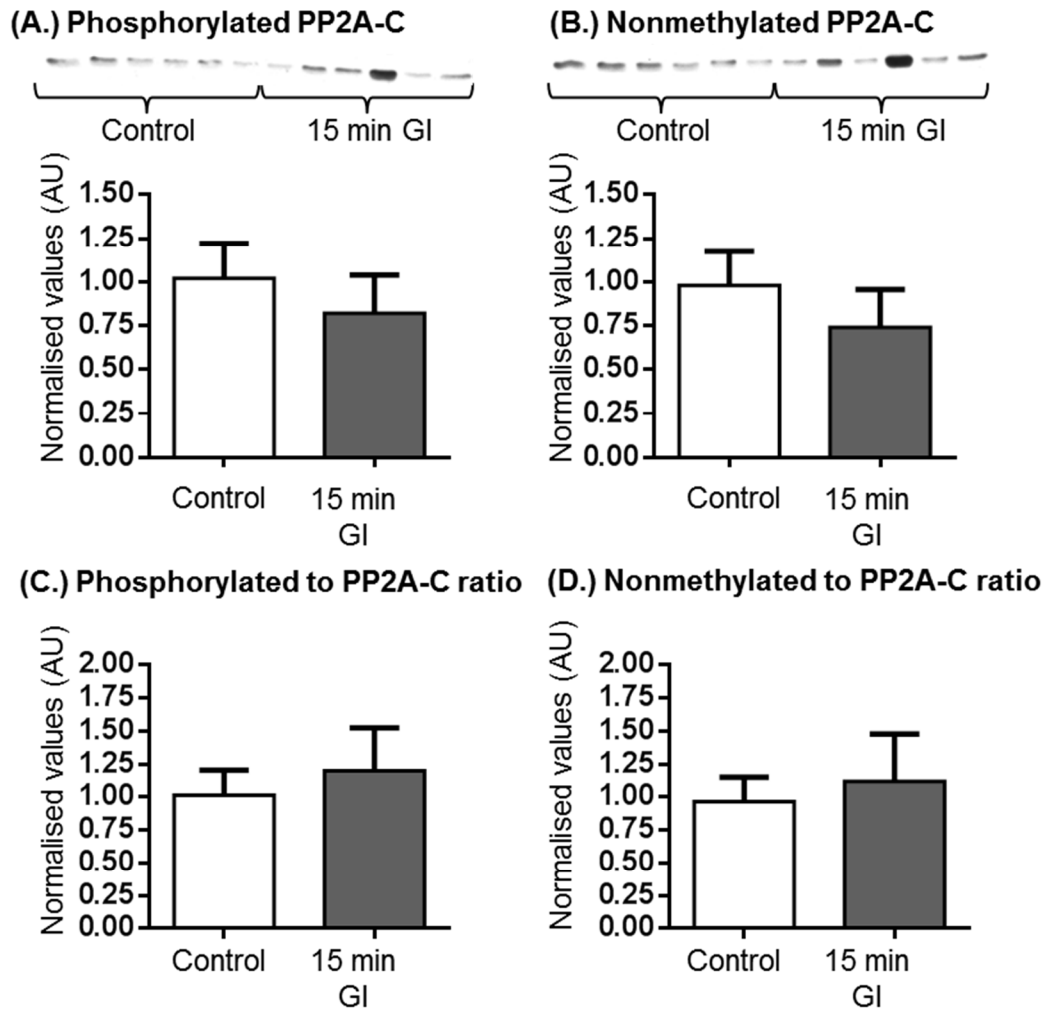 (A.) Phosphorylated PP2A-C
Control
15 min GI
Normalised values (AU)
1.50
1.25
1.00
0.75
0.50
0.25
0.00
Control
15 min
GI
(B.) Nonmethylated PP2A-C
Control
15 min GI
Normalised values (AU)
1.50
1.25
1.00
0.75
0.50
0.25
0.00
Control
15 min
GI
(C.) Phosphorylated to PP2A-C ratio
Normalised values (AU)
2.00
1.75
1.50
1.25
1.00
0.75
0.50
0.25
0.00
Control
15 min
GI
(D.) Nonmethylated to PP2A-C ratio
Normalised values (AU)
2.00
1.75
1.50
1.25
1.00
0.75
0.50
0.25
0.00
Control
15 min
GI